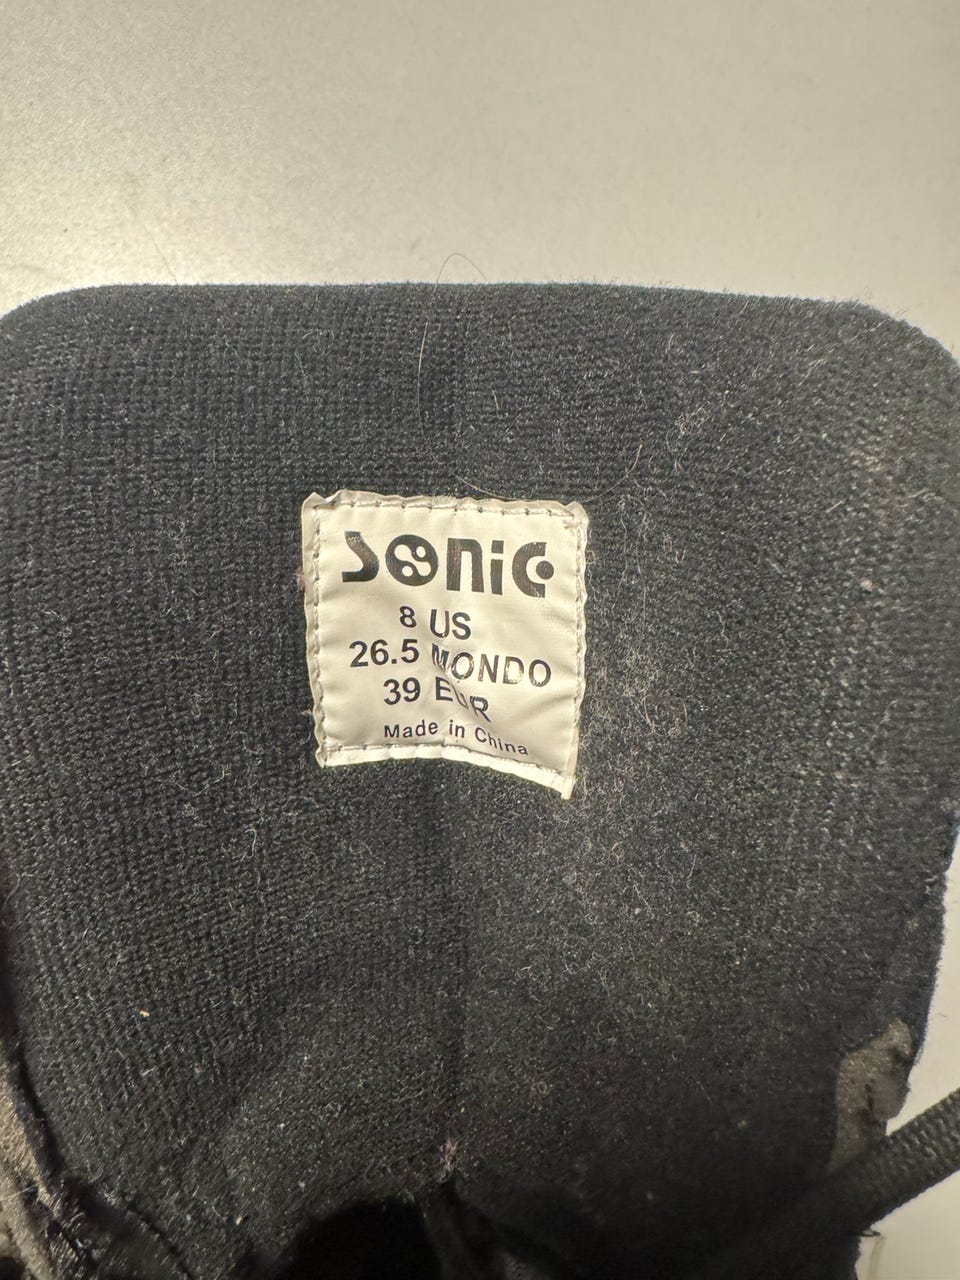 SONiC
8 US
26.5 MONDO
39 EUR
Made in China